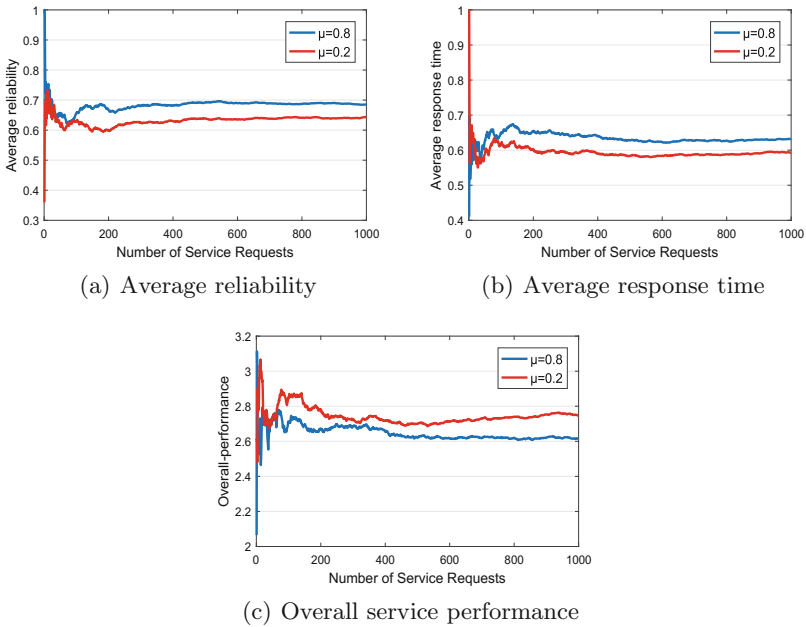 1
0.9
0.8
0.7
0.6
0.5
0.4
0.3
Average reliability
μ=0.8
μ=0.2
0 200 400 600 800 1000
Number of Service Requests
(a) Average reliability
1
0.9
0.8
0.7
0.6
0.5
0.4
Average response time
μ=0.8
μ=0.2
0 200 400 600 800 1000
Number of Service Requests
(b) Average response time
3.2
3
2.8
2.6
2.4
2.2
2
Overall-performance
μ=0.8
μ=0.2
0 200 400 600 800 1000
Number of Service Requests
(c) Overall service performance